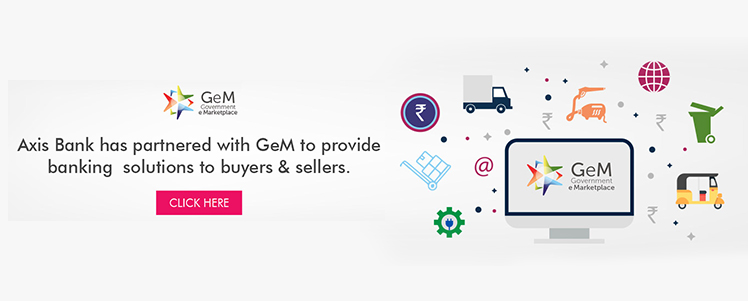 GeM
Government
e Marketplace
Axis Bank has partnered with GeM to provide
banking solutions to buyers & sellers.
CLICK HERE
₹
₹
@
GeM
Government
e Marketplace
₹